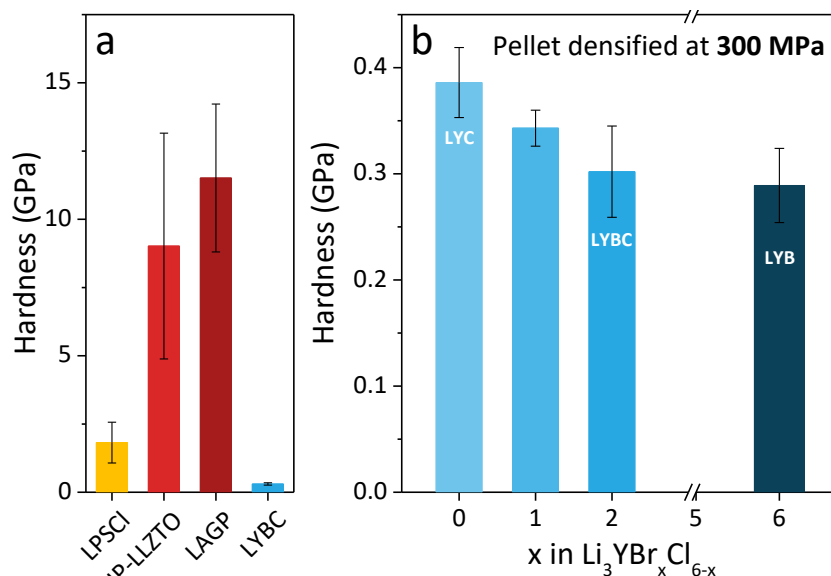 a
Hardness (GPa)
15
10
5
0
LPSCl
LAGP
LYBC
b
Pellet densified at 300 MPa
Hardness (GPa)
0.4
0.3
0.2
0.1
0.0
LYC
LYBC
LYB
0 1 2 5 6
x in Li₃YBrₓCl₆₋ₓ